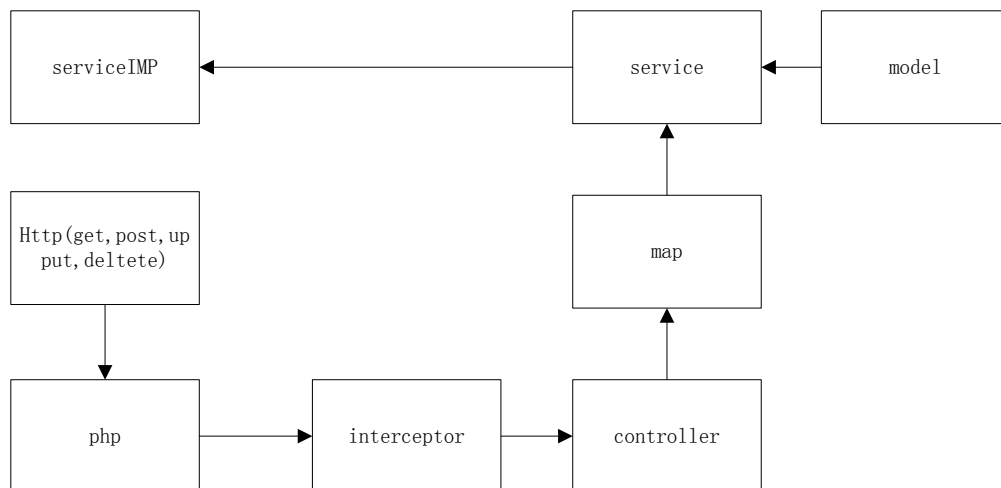 serviceIMP
service
model
Http(get,post,up
put,deltete)
map
php
interceptor
controller